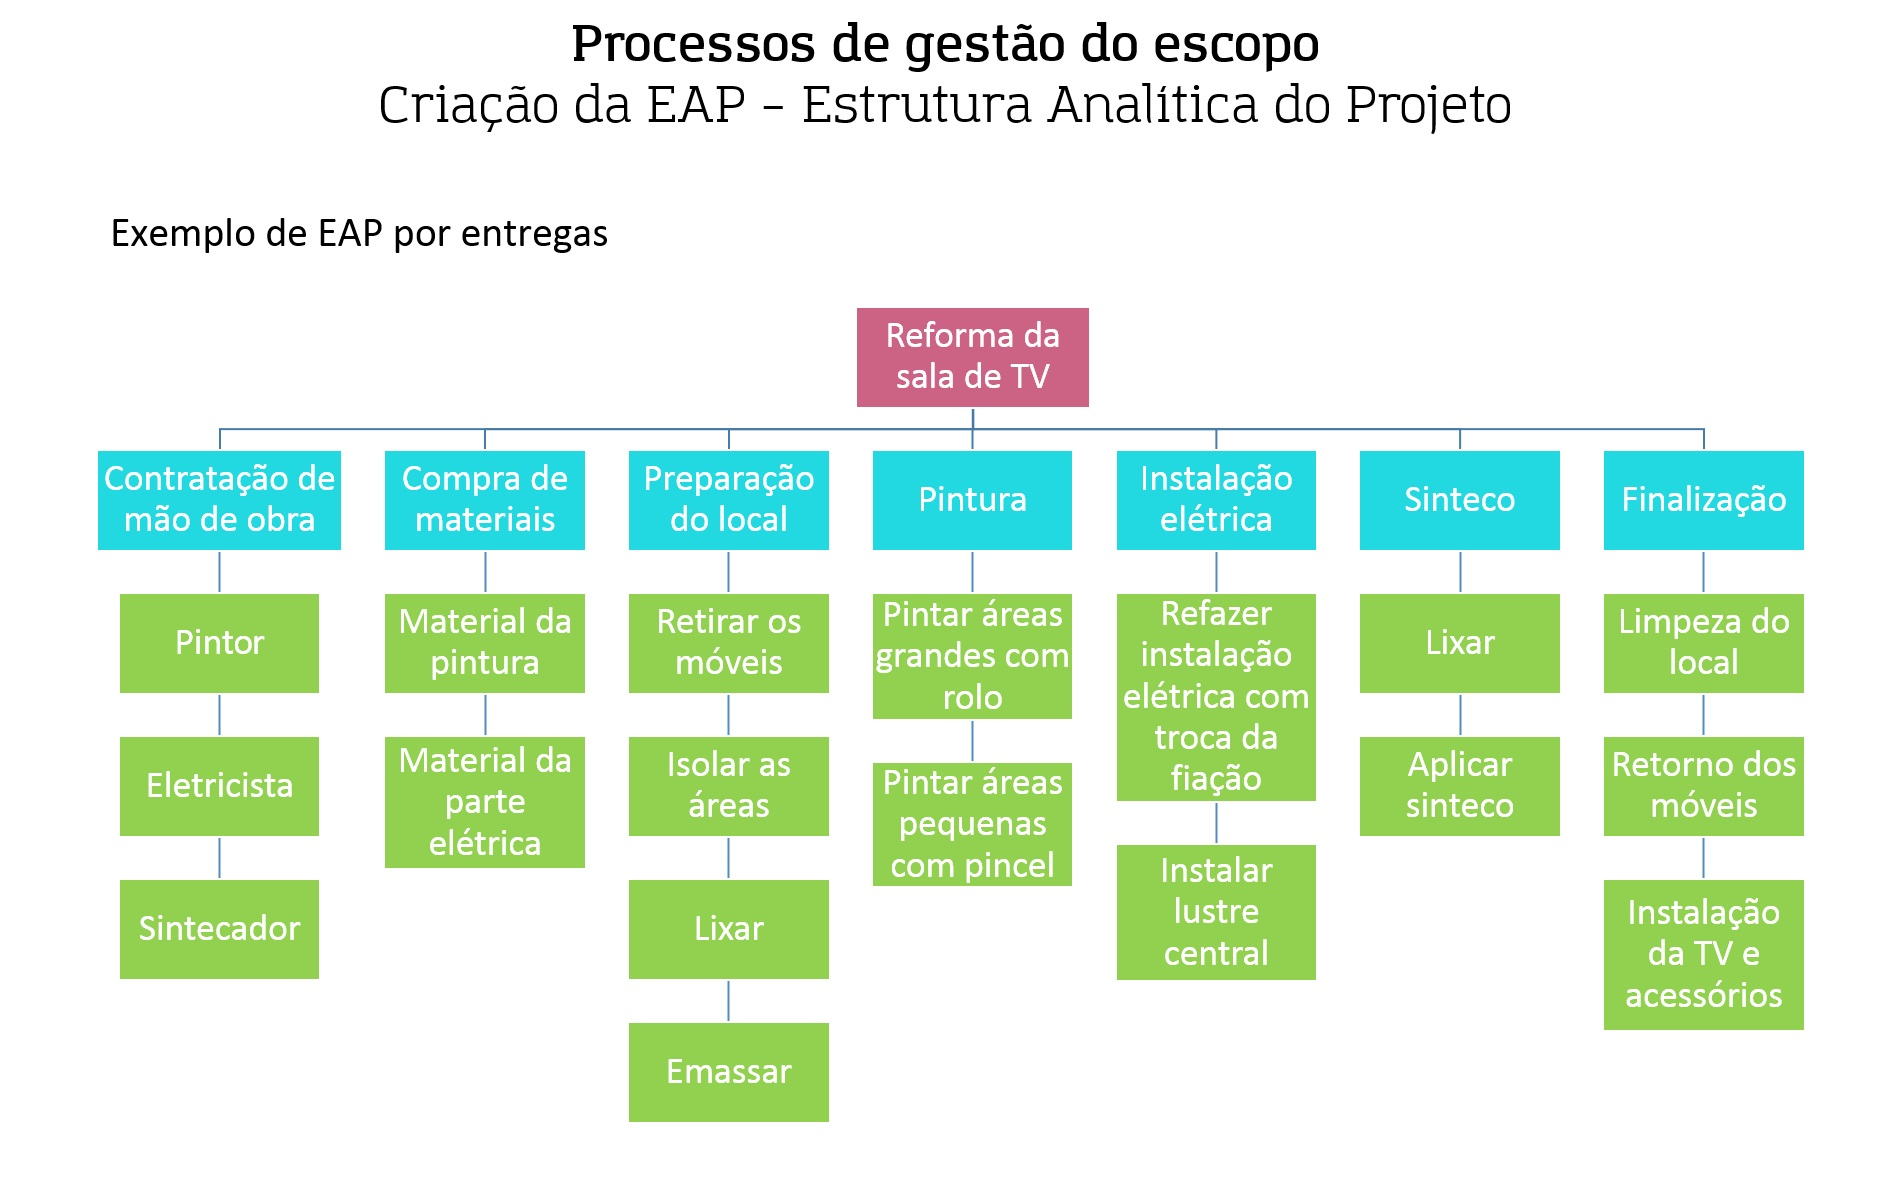 Processos de gestão do escopo
Criação da EAP – Estrutura Analítica do Projeto
Exemplo de EAP por entregas
Reforma da
sala de TV
Contratação de
mão de obra
Pintor
Eletricista
Sintecador
Compra de
materiais
Material da
pintura
Material da
parte
elétrica
Preparação
do local
Retirar os
móveis
Isolar as
áreas
Lixar
Emassar
Pintura
Pintar áreas
grandes com
rolo
Pintar áreas
pequenas
com pincel
Instalação
elétrica
Refazer
instalação
elétrica com
troca da
fiação
Instalar
lustre
central
Sinteco
Lixar
Aplicar
sinteco
Finalização
Limpeza do
local
Retorno dos
móveis
Instalação
da TV e
acessórios